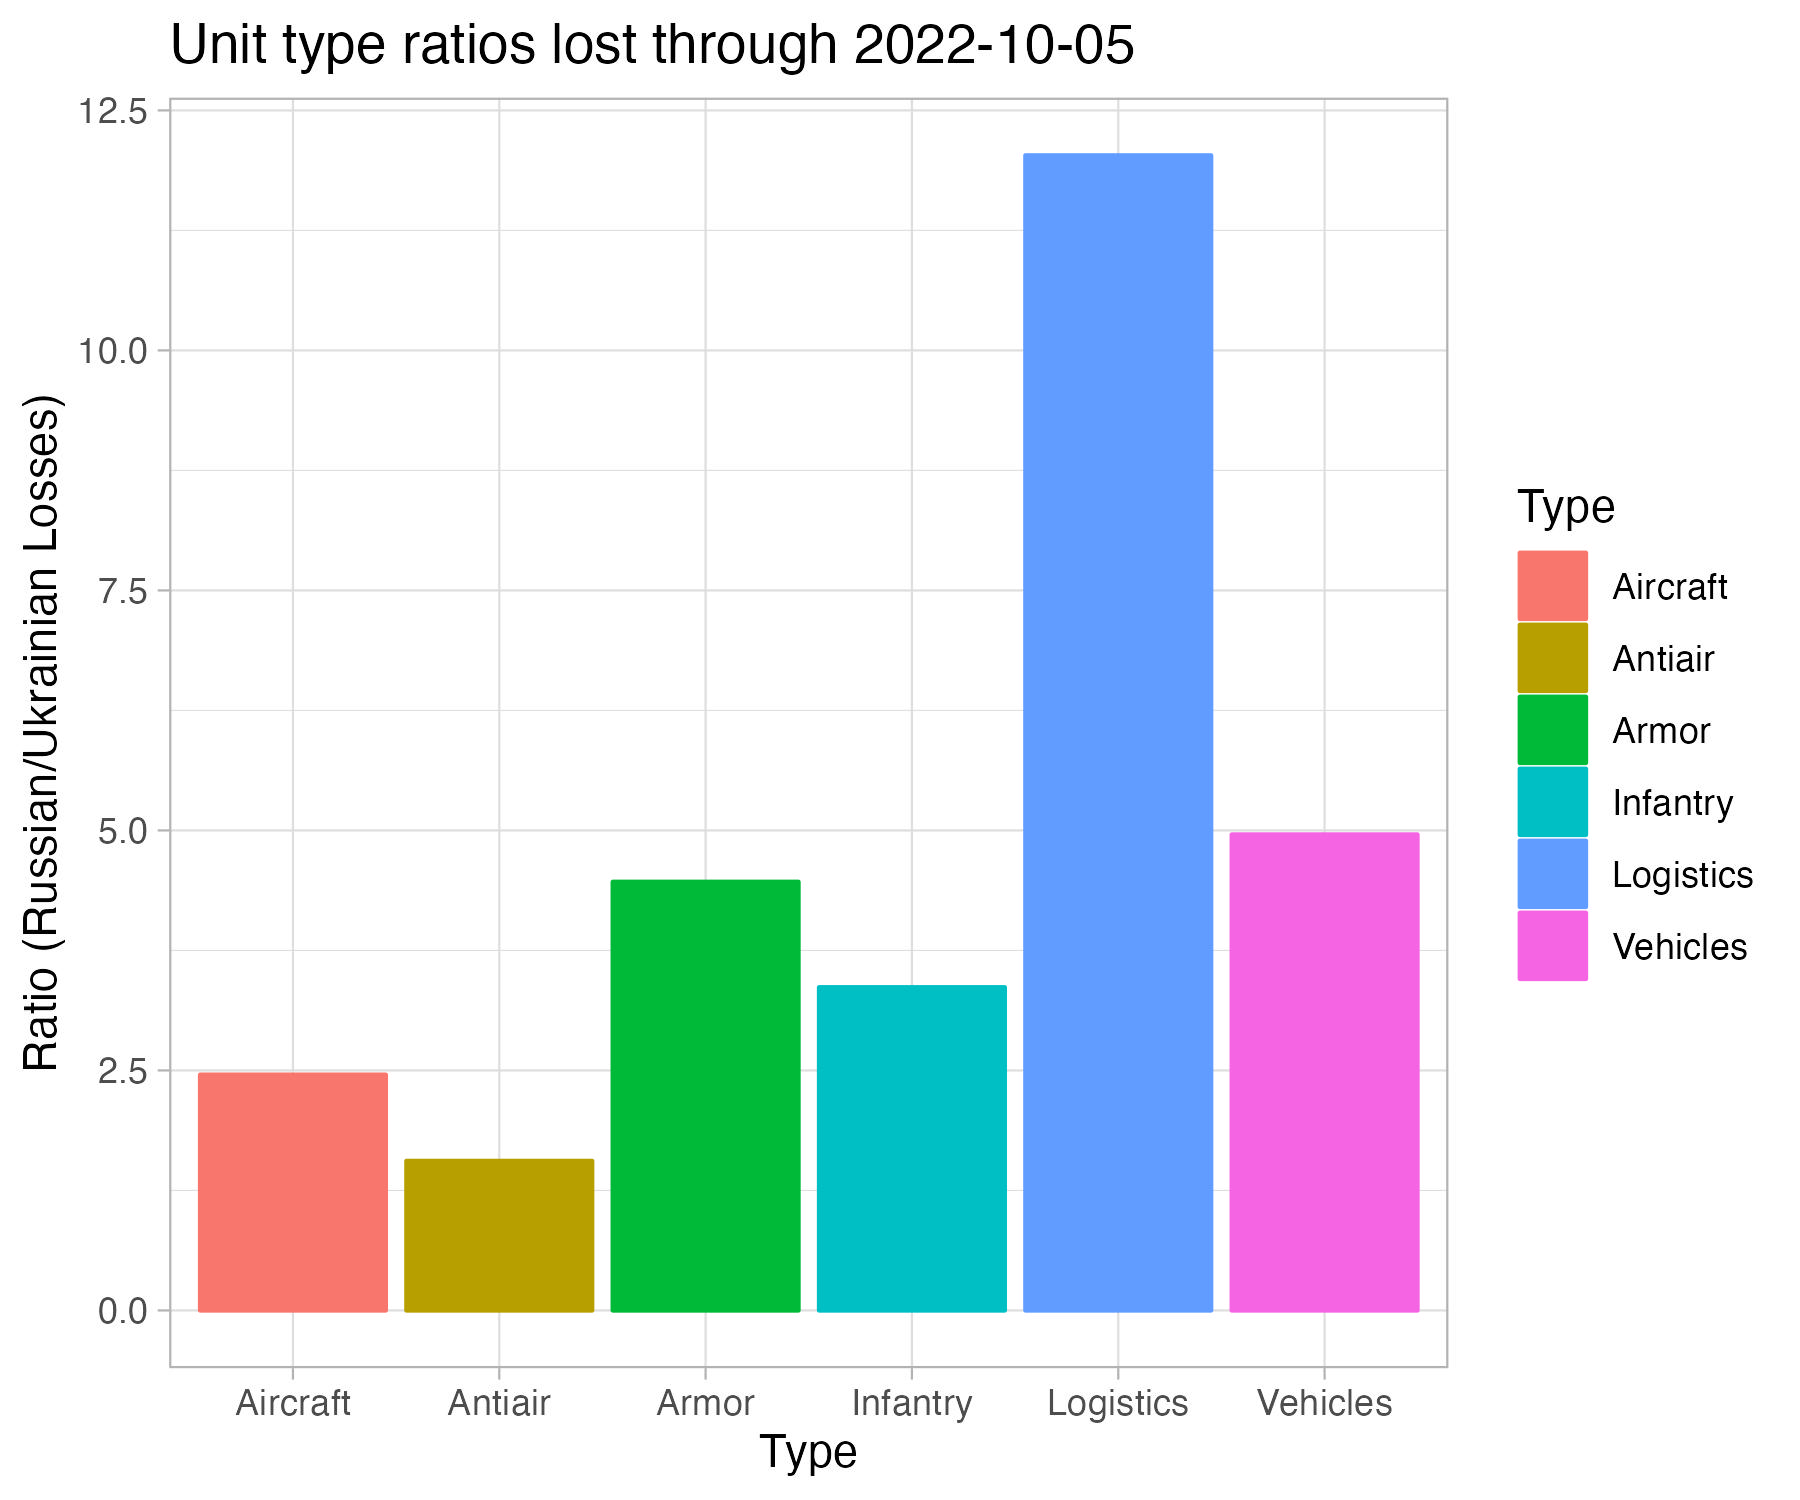 Unit type ratios lost through 2022-10-05
Ratio (Russian/Ukrainian Losses)
12.5
10.0
7.5
5.0
2.5
0.0
Aircraft Antiair Armor Infantry Logistics Vehicles
Type
Type
Aircraft
Antiair
Armor
Infantry
Logistics
Vehicles